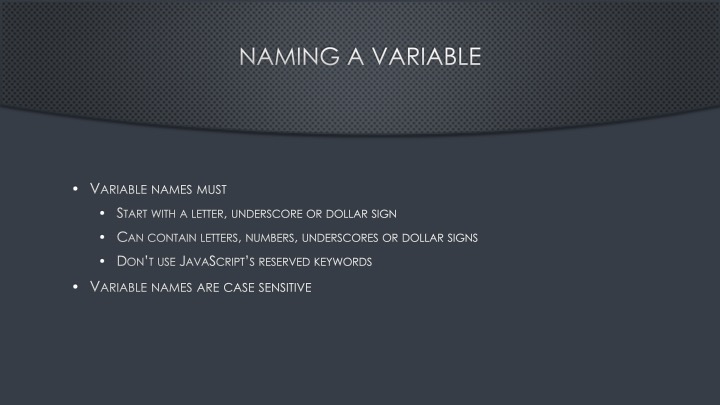 NAMING A VARIABLE
• VARIABLE NAMES MUST
• START WITH A LETTER, UNDERSCORE OR DOLLAR SIGN
• CAN CONTAIN LETTERS, NUMBERS, UNDERSCORES OR DOLLAR SIGNS
• DON'T USE JAVASCRIPT'S RESERVED KEYWORDS
• VARIABLE NAMES ARE CASE SENSITIVE